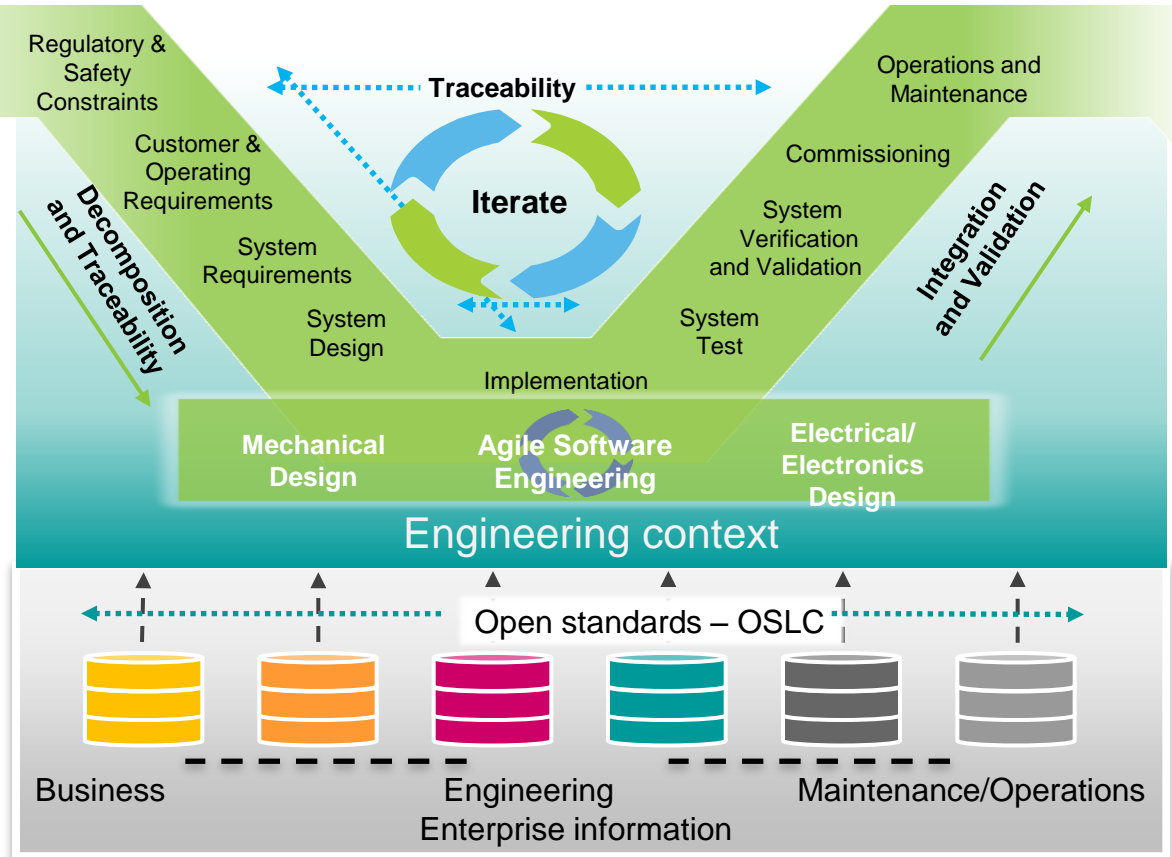 Regulatory &
Safety
Constraints
Customer &
Operating
Requirements
System
Requirements
System
Design
Decomposition
and Traceability
Traceability
Iterate
Implementation
Operations and
Maintenance
Commissioning
System
Verification
and Validation
System
Test
Integration
and Validation
Mechanical
Design
Agile Software
Engineering
Electrical/
Electronics
Design
Engineering context
Open standards – OSLC
Business
Engineering
Maintenance/Operations
Enterprise information